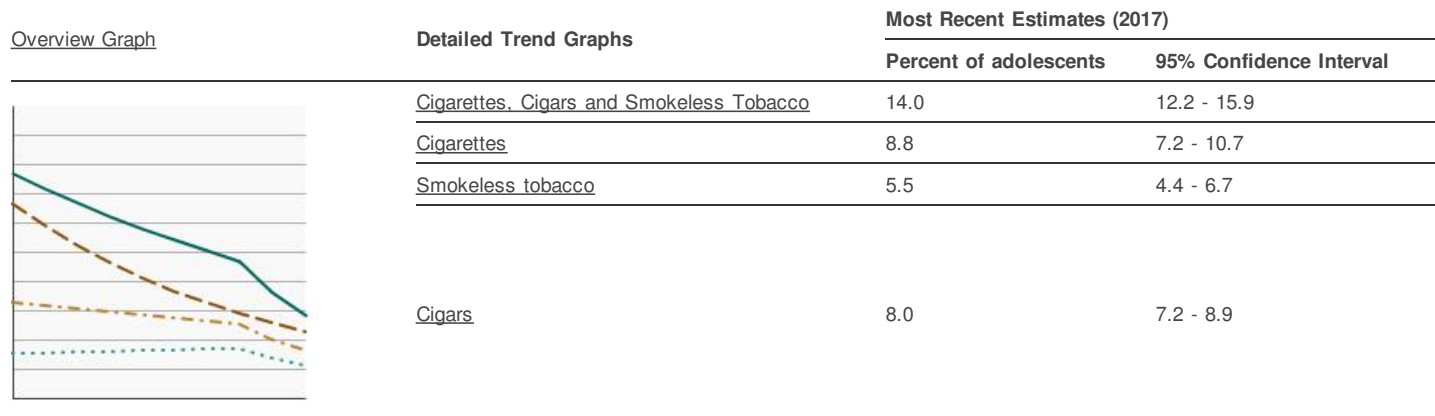 Most Recent Estimates (2017)
Overview Graph Detailed Trend Graphs
Percent of adolescents 95% Confidence Interval
Cigarettes, Cigars and Smokeless Tobacco 14.0 12.2 - 15.9
Cigarettes 8.8 7.2 - 10.7
Smokeless tobacco 5.5 4.4 - 6.7
Cigars 8.0 7.2 - 8.9